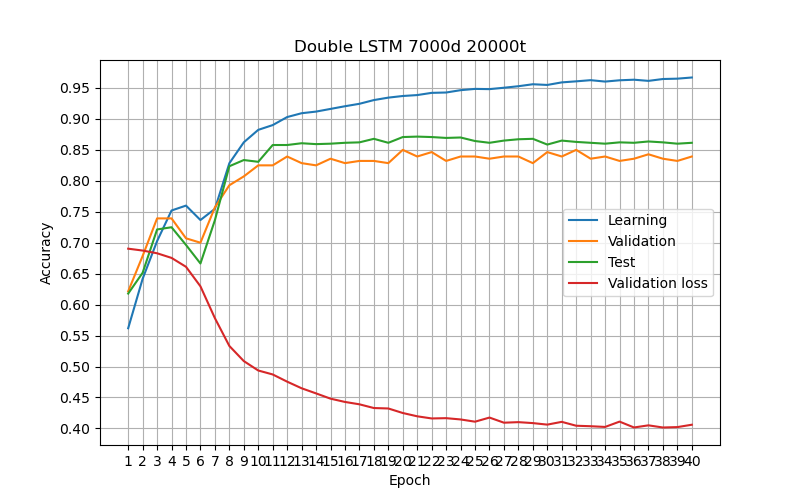 Double LSTM 7000d 20000t
Accuracy
0.95
0.90
0.85
0.80
0.75
0.70
0.65
0.60
0.55
0.50
0.45
0.40
Learning
Validation
Test
Validation loss
1 2 3 4 5 6 7 8 9 10 11 12 13 14 15 16 17 18 19 20 21 22 23 24 25 26 27 28 29 30 31 32 33 34 35 36 37 38 39 40
Epoch